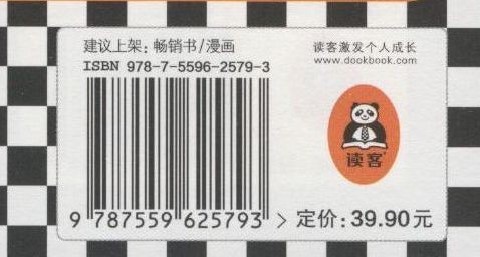 建议上架：畅销书/漫画
ISBN 978-7-5596-2579-3
读客激发个人成长
www.dookbook.com
读客
9 787559 625793 >
定价：39.90元